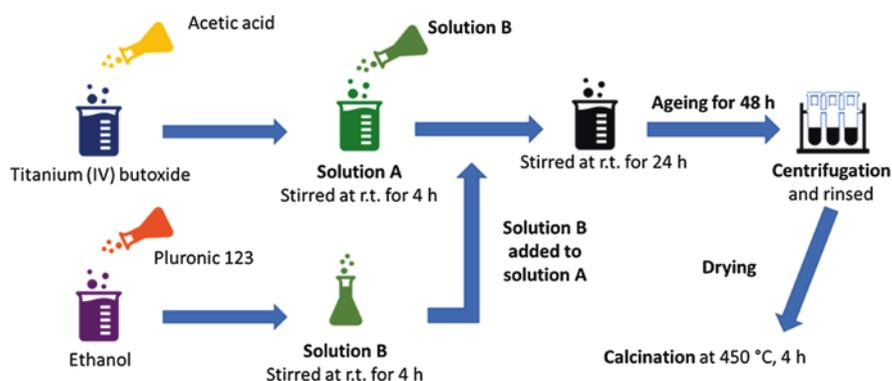 Acetic acid
Solution B
Titanium (IV) butoxide
Solution A
Stirred at r.t. for 4 h
Stirred at r.t. for 24 h
Ageing for 48 h
Centrifugation
and rinsed
Pluronic 123
Ethanol
Solution B
Stirred at r.t. for 4 h
Solution B
added to
solution A
Drying
Calcination at 450 °C, 4 h